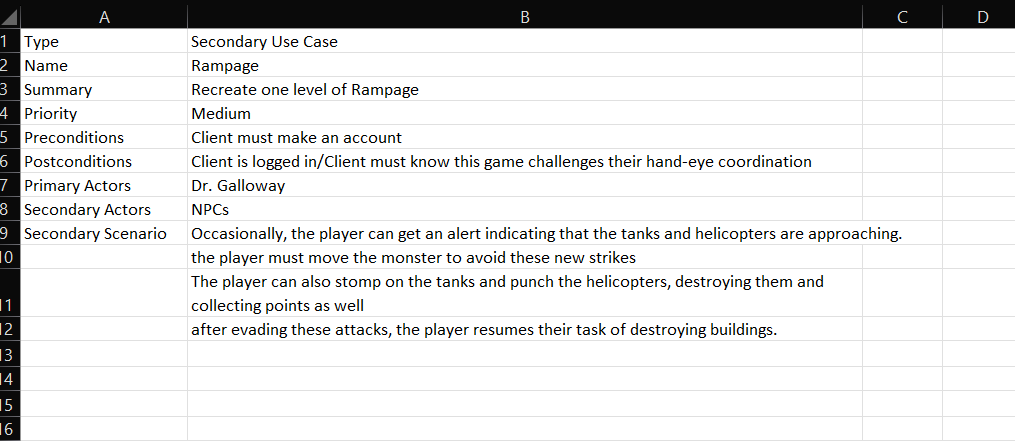 A B C D
1 Type Secondary Use Case
2 Name Rampage
3 Summary Recreate one level of Rampage
4 Priority Medium
5 Preconditions Client must make an account
6 Postconditions Client is logged in/Client must know this game challenges their hand-eye coordination
7 Primary Actors Dr. Galloway
8 Secondary Actors NPCs
9 Secondary Scenario Occasionally, the player can get an alert indicating that the tanks and helicopters are approaching.
10 the player must move the monster to avoid these new strikes
The player can also stomp on the tanks and punch the helicopters, destroying them and
11 collecting points as well
12 after evading these attacks, the player resumes their task of destroying buildings.
13
14
15
16